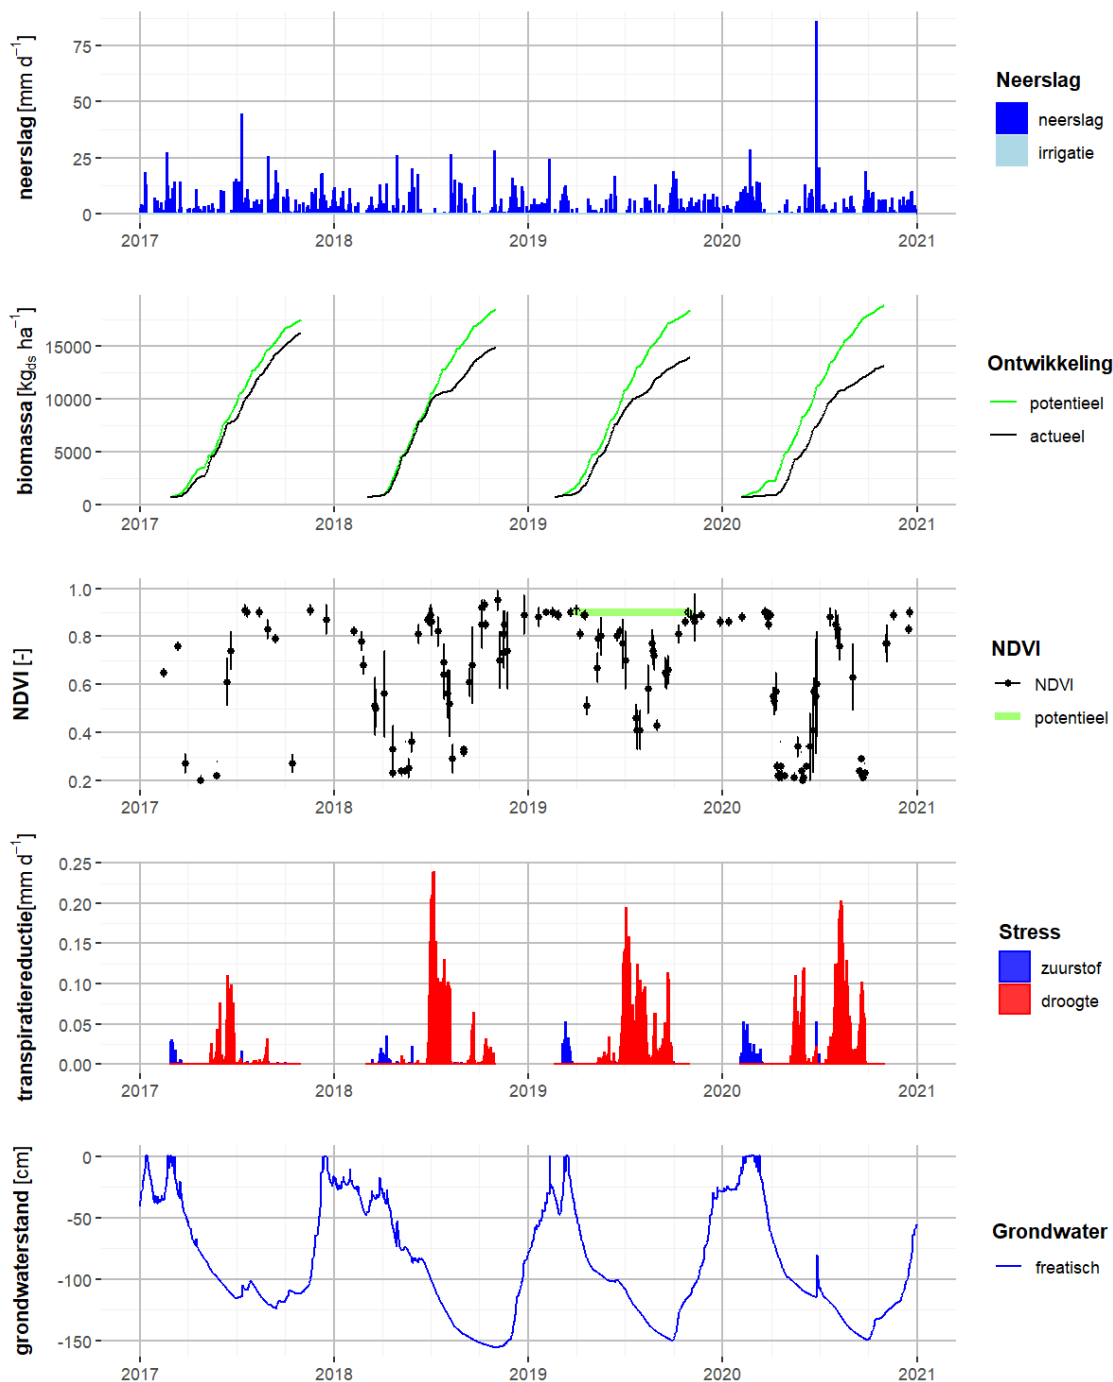 neerslag [mm d⁻¹]
75
50
25
0
2017
2018
2019
2020
2021
Neerslag
neerslag
irrigatie
biomassa [kg_ds ha⁻¹]
15000
10000
5000
0
2017
2018
2019
2020
2021
Ontwikkeling
potentieel
actueel
NDVI [-]
1.0
0.8
0.6
0.4
0.2
2017
2018
2019
2020
2021
NDVI
NDVI
potentieel
transpiratiereductie[mm d⁻¹]
0.25
0.20
0.15
0.10
0.05
0.00
2017
2018
2019
2020
2021
Stress
zuurstof
droogte
grondwaterstand [cm]
0
-50
-100
-150
2017
2018
2019
2020
2021
Grondwater
freatisch